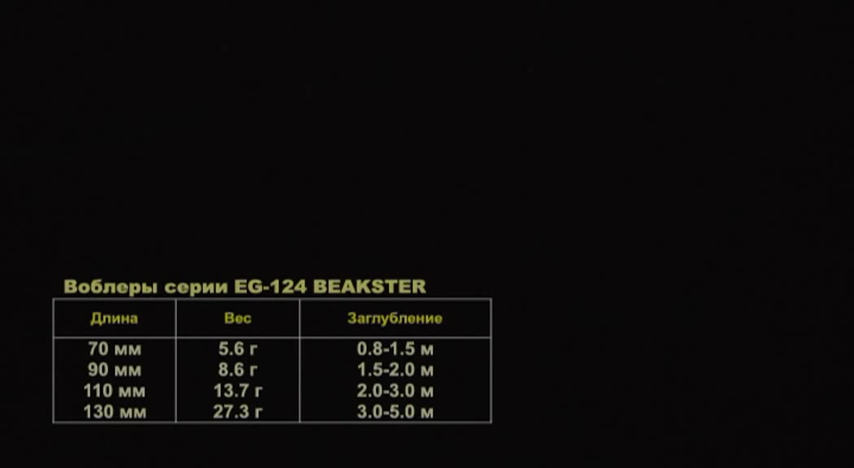 Воблеры серии EG-124 BEAKSTER
Длина Вес Заглубление
70 мм 5.6 г 0.8-1.5 м
90 мм 8.6 г 1.5-2.0 м
110 мм 13.7 г 2.0-3.0 м
130 мм 27.3 г 3.0-5.0 м